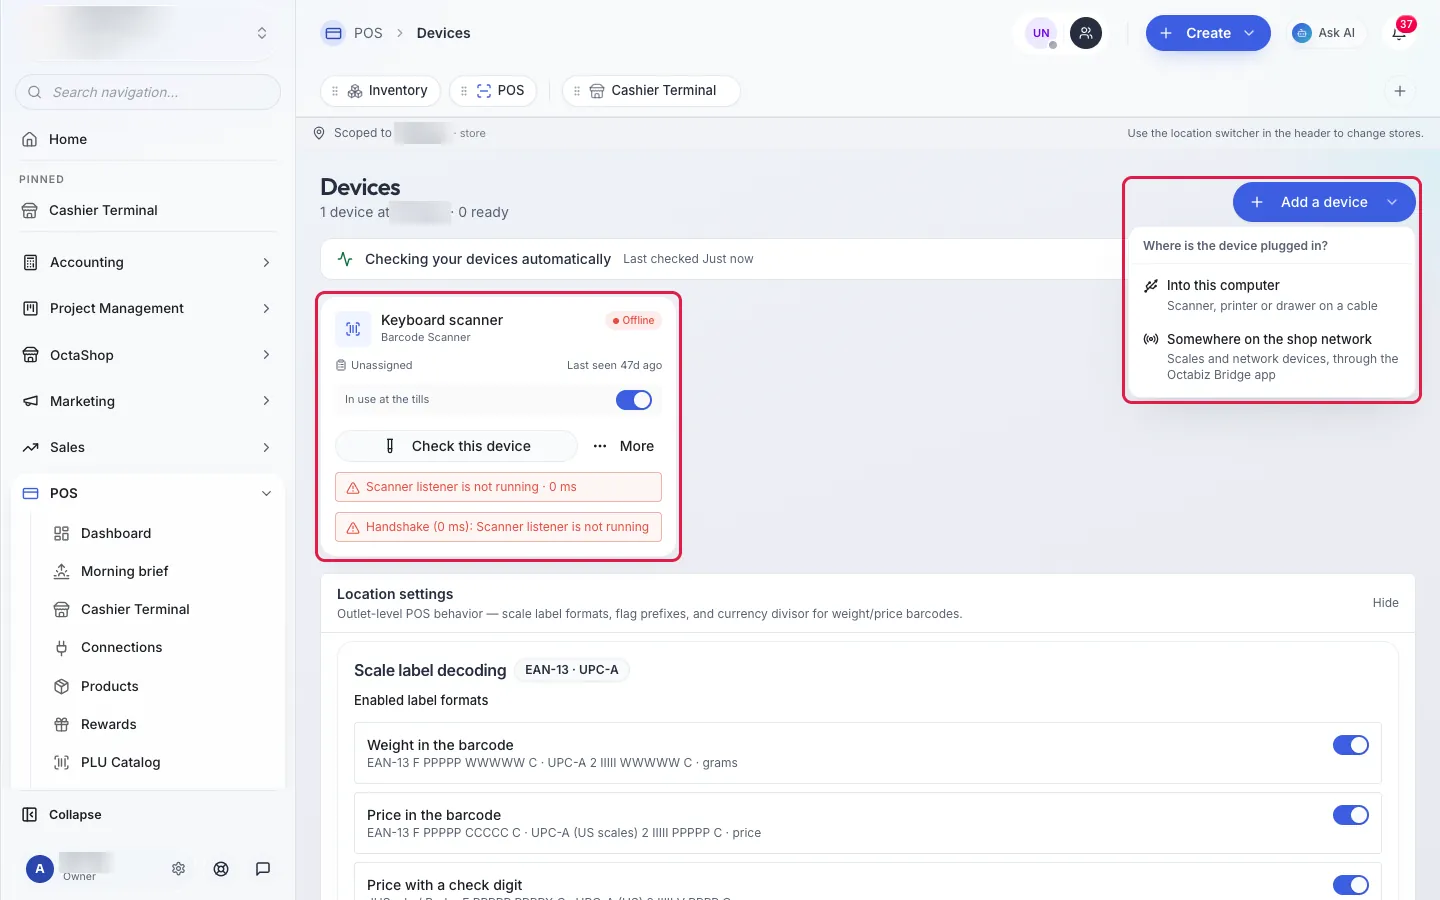 POS
Devices
UN
Create
Ask AI
37
Search navigation...
Inventory
POS
Cashier Terminal
Scoped to
· store
Use the location switcher in the header to change stores.
Home
PINNED
Cashier Terminal
Accounting
Project Management
OctaShop
Marketing
Sales
POS
Dashboard
Morning brief
Cashier Terminal
Connections
Products
Rewards
PLU Catalog
Collapse
A
Owner
Devices
1 device at
· 0 ready
Add a device
Where is the device plugged in?
Into this computer
Scanner, printer or drawer on a cable
Somewhere on the shop network
Scales and network devices, through the
Octabiz Bridge app
Checking your devices automatically
Last checked Just now
Keyboard scanner
Barcode Scanner
Offline
Unassigned
Last seen 47d ago
In use at the tills
Check this device
More
Scanner listener is not running · 0 ms
Handshake (0 ms): Scanner listener is not running
Location settings
Outlet-level POS behavior — scale label formats, flag prefixes, and currency divisor for weight/price barcodes.
Hide
Scale label decoding
EAN-13 · UPC-A
Enabled label formats
Weight in the barcode
EAN-13 F PPPPP WWWWW C · UPC-A 2 IIIII WWWWW C · grams
Price in the barcode
EAN-13 F PPPPP CCCCC C · UPC-A (US scales) 2 IIIII PPPPP C · price
Price with a check digit